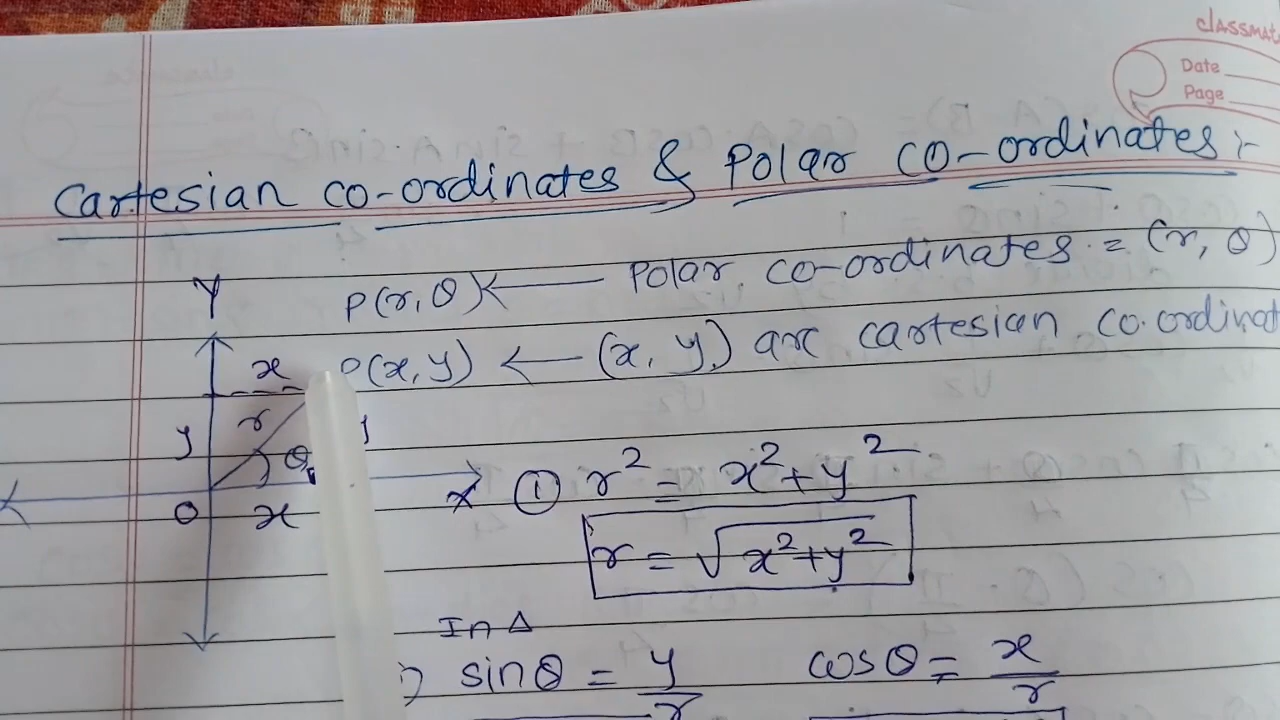 classmat
Date
Page
Cartesian co-ordinates & Polar co-ordinates :-
Y
P(r, θ) ← Polar co-ordinates = (r, θ)
x P(x, y) ← (x, y) are cartesian co.ordinat
r
y θ
x ① r² = x² + y²
O x
r = √x² + y²
In Δ
sinθ = y/r cosθ = x/r